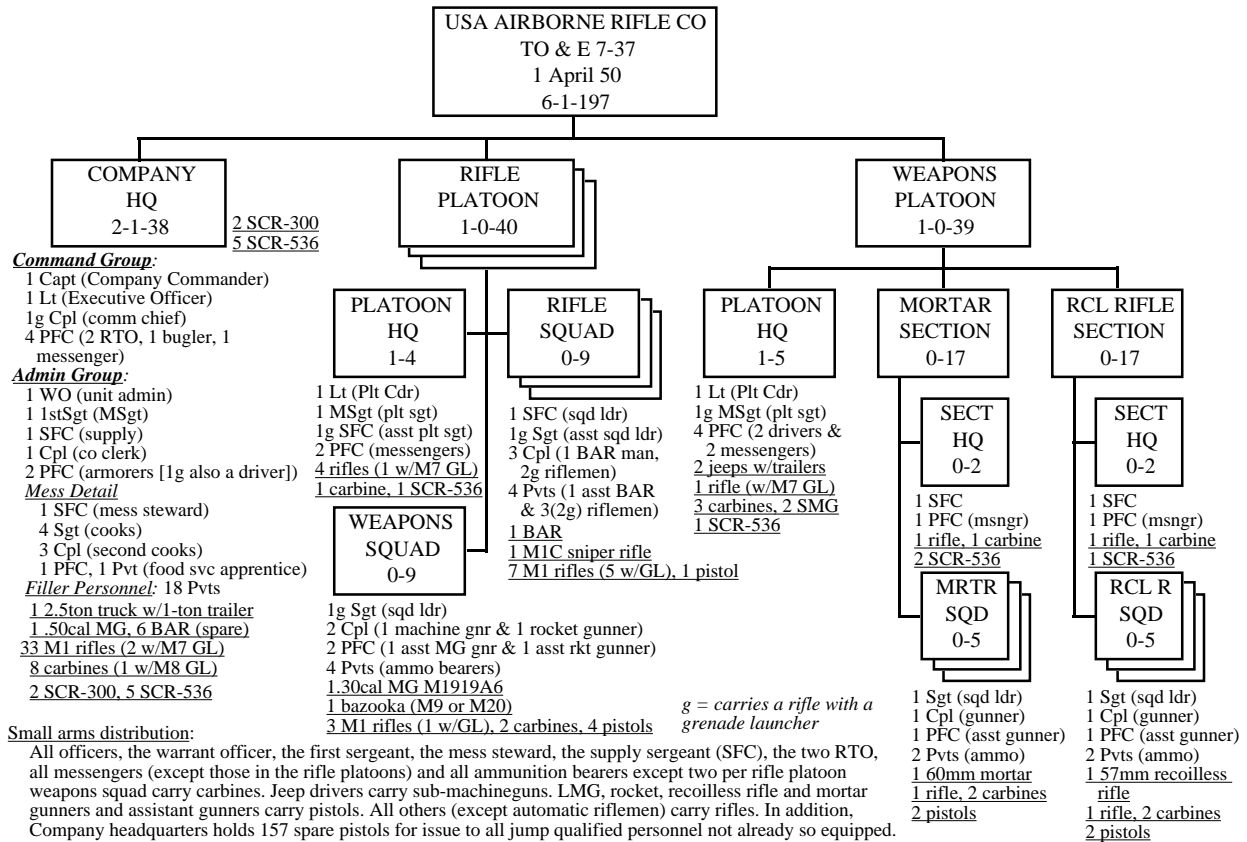 USA AIRBORNE RIFLE CO
TO & E 7-37
1 April 50
6-1-197
COMPANY
HQ
2-1-38
2 SCR-300
5 SCR-536
Command Group:
1 Capt (Company Commander)
1 Lt (Executive Officer)
1g Cpl (comm chief)
4 PFC (2 RTO, 1 bugler, 1
messenger)
Admin Group:
1 WO (unit admin)
1 1stSgt (MSgt)
1 SFC (supply)
1 Cpl (co clerk)
2 PFC (armorers [1g also a driver])
Mess Detail
1 SFC (mess steward)
4 Sgt (cooks)
3 Cpl (second cooks)
1 PFC, 1 Pvt (food svc apprentice)
Filler Personnel: 18 Pvts
1 2.5ton truck w/1-ton trailer
1 .50cal MG, 6 BAR (spare)
33 M1 rifles (2 w/M7 GL)
8 carbines (1 w/M8 GL)
2 SCR-300, 5 SCR-536
RIFLE
PLATOON
1-0-40
PLATOON
HQ
1-4
1 Lt (Plt Cdr)
1 MSgt (plt sgt)
1g SFC (asst plt sgt)
2 PFC (messengers)
4 rifles (1 w/M7 GL)
1 carbine, 1 SCR-536
WEAPONS
SQUAD
0-9
1g Sgt (sqd ldr)
2 Cpl (1 machine gnr & 1 rocket gunner)
2 PFC (1 asst MG gnr & 1 asst rkt gunner)
4 Pvts (ammo bearers)
1.30cal MG M1919A6
1 bazooka (M9 or M20)
3 M1 rifles (1 w/GL), 2 carbines, 4 pistols
RIFLE
SQUAD
0-9
1 SFC (sqd ldr)
1g Sgt (asst sqd ldr)
3 Cpl (1 BAR man,
2g riflemen)
4 Pvts (1 asst BAR
& 3(2g) riflemen)
1 BAR
1 M1C sniper rifle
7 M1 rifles (5 w/GL), 1 pistol
WEAPONS
PLATOON
1-0-39
PLATOON
HQ
1-5
1 Lt (Plt Cdr)
1g MSgt (plt sgt)
4 PFC (2 drivers &
2 messengers)
2 jeeps w/trailers
1 rifle (w/M7 GL)
3 carbines, 2 SMG
1 SCR-536
MORTAR
SECTION
0-17
SECT
HQ
0-2
1 SFC
1 PFC (msngr)
1 rifle, 1 carbine
2 SCR-536
MRTR
SQD
0-5
1 Sgt (sqd ldr)
1 Cpl (gunner)
1 PFC (asst gunner)
2 Pvts (ammo)
1 60mm mortar
1 rifle, 2 carbines
2 pistols
RCL RIFLE
SECTION
0-17
SECT
HQ
0-2
1 SFC
1 PFC (msngr)
1 rifle, 1 carbine
1 SCR-536
RCL R
SQD
0-5
1 Sgt (sqd ldr)
1 Cpl (gunner)
1 PFC (asst gunner)
2 Pvts (ammo)
1 57mm recoilless
rifle
1 rifle, 2 carbines
2 pistols
g = carries a rifle with a
grenade launcher
Small arms distribution:
All officers, the warrant officer, the first sergeant, the mess steward, the supply sergeant (SFC), the two RTO,
all messengers (except those in the rifle platoons) and all ammunition bearers except two per rifle platoon
weapons squad carry carbines. Jeep drivers carry sub-machineguns. LMG, rocket, recoilless rifle and mortar
gunners and assistant gunners carry pistols. All others (except automatic riflemen) carry rifles. In addition,
Company headquarters holds 157 spare pistols for issue to all jump qualified personnel not already so equipped.